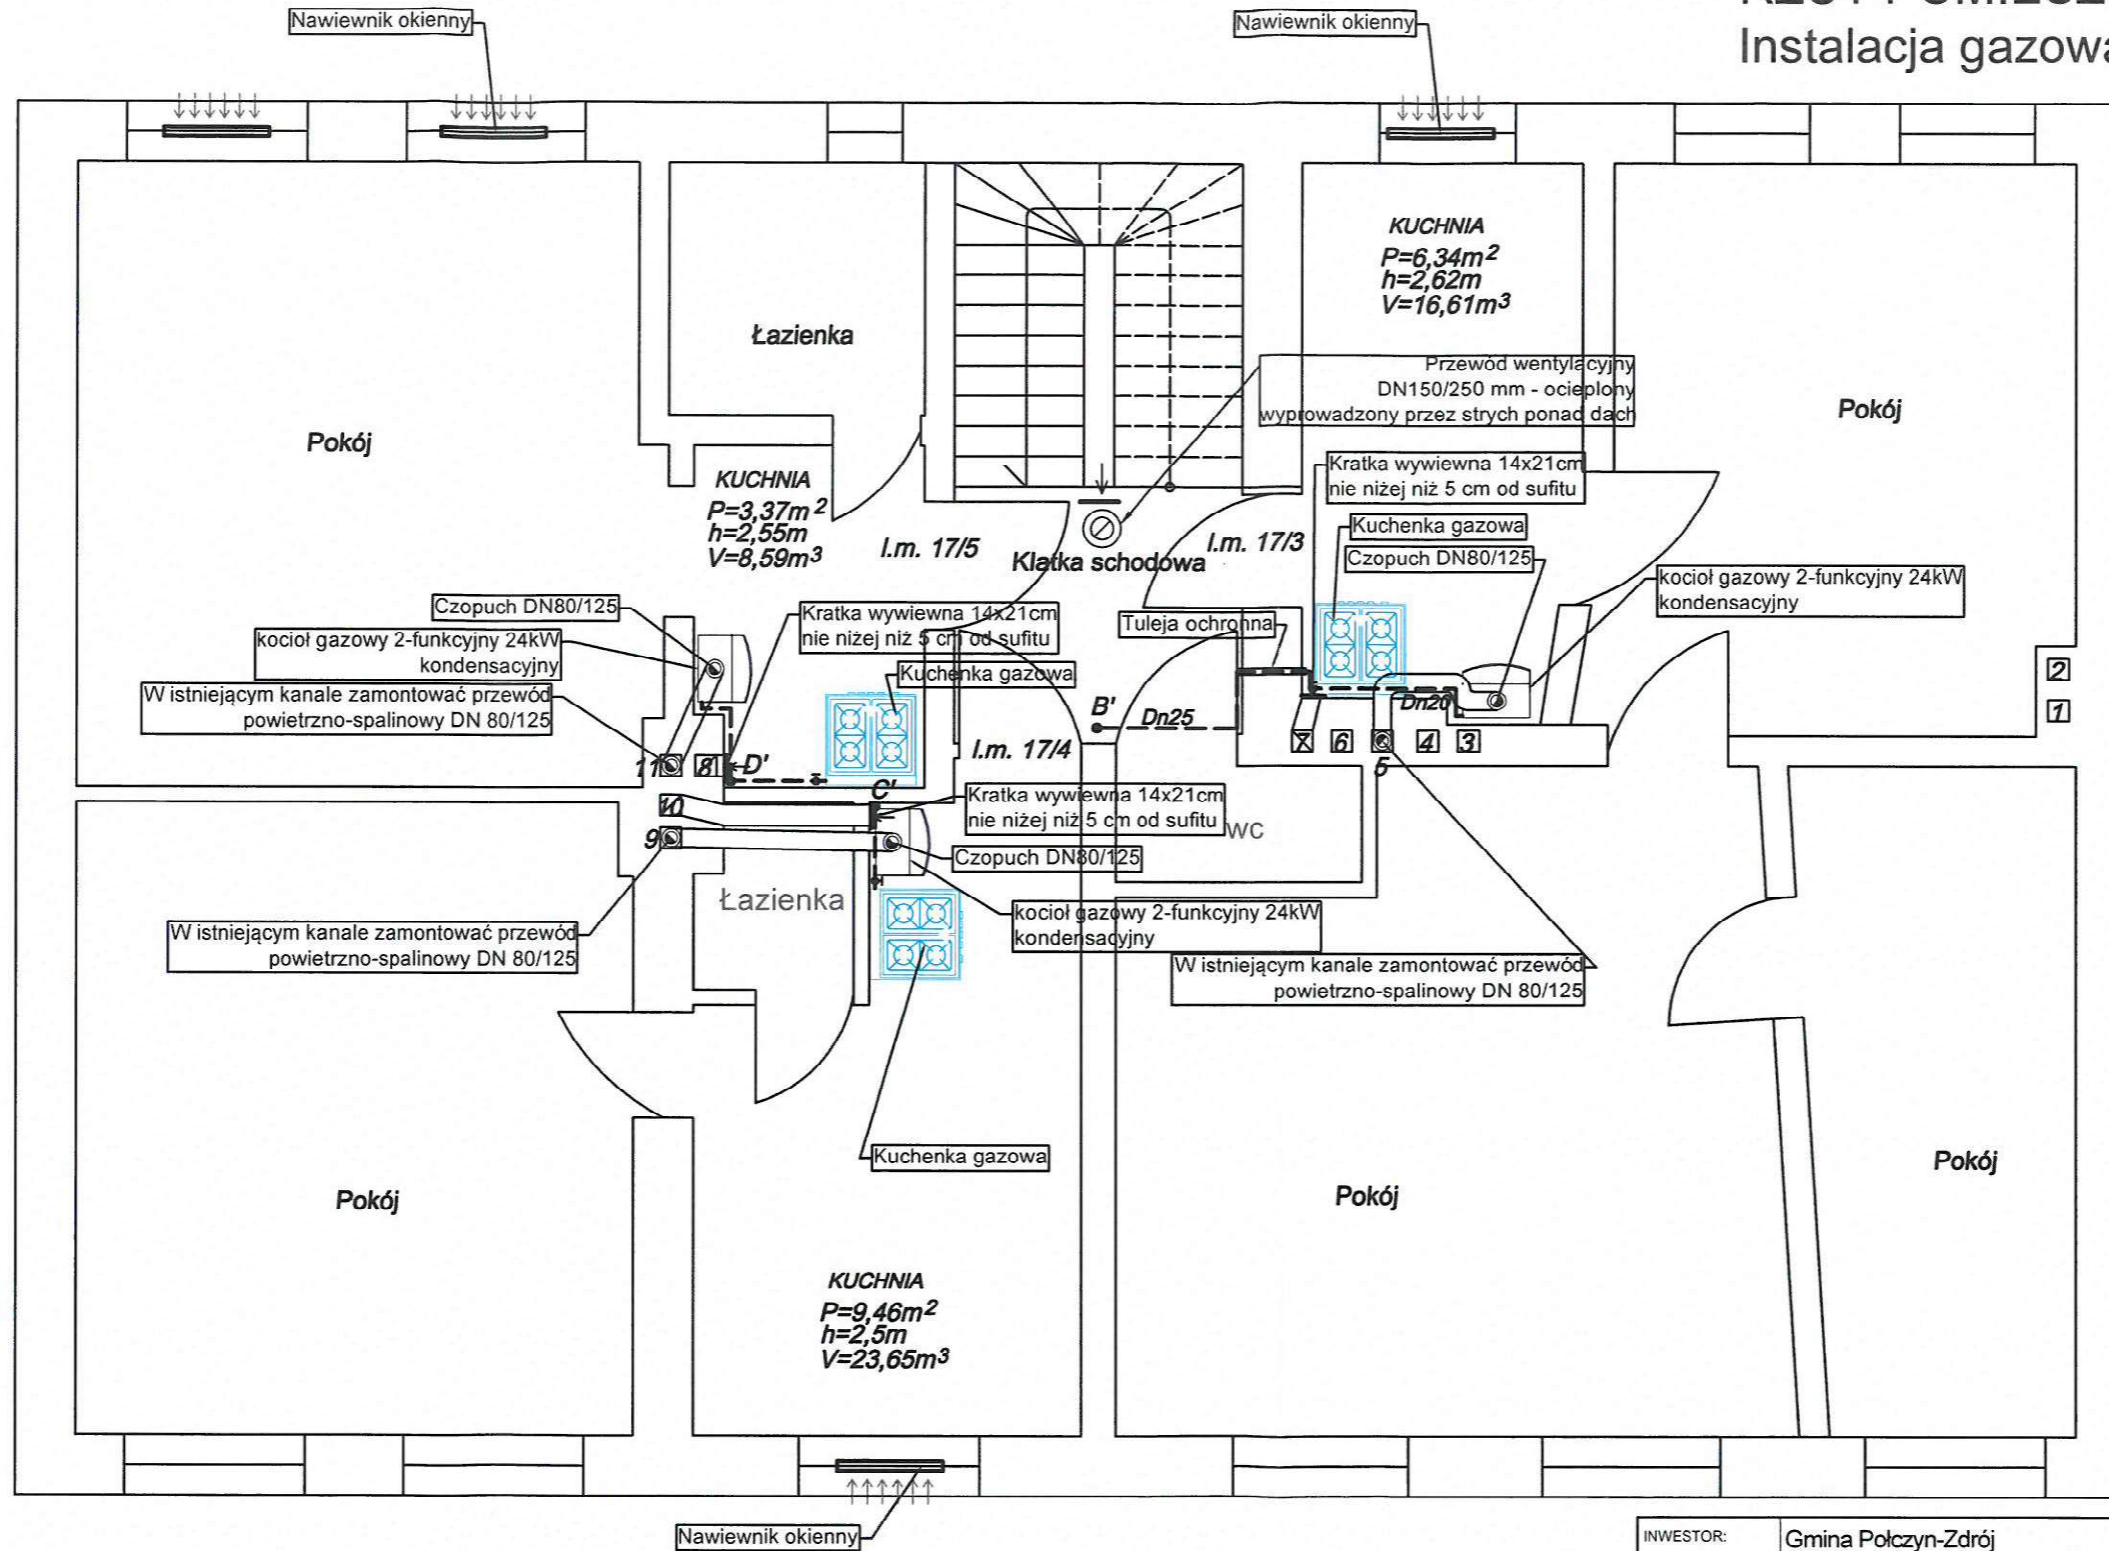 Instalacja gazowa
Nawiewnik okienny
Nawiewnik okienny
KUCHNIA
P=6,34m²
h=2,62m
V=16,61m³
Łazienka
Przewód wentylacyjny
DN150/250 mm - ocieplony
wyprowadzony przez strych ponad dach
Pokój
Pokój
KUCHNIA
P=3,37m²
h=2,55m
V=8,59m³
l.m. 17/5
Klatka schodowa
l.m. 17/3
Kratka wywiewna 14x21cm
nie niżej niż 5 cm od sufitu
Kuchenka gazowa
Czopuch DN80/125
kocioł gazowy 2-funkcyjny 24kW
kondensacyjny
Czopuch DN80/125
kocioł gazowy 2-funkcyjny 24kW
kondensacyjny
W istniejącym kanale zamontować przewód
powietrzno-spalinowy DN 80/125
Kratka wywiewna 14x21cm
nie niżej niż 5 cm od sufitu
Kuchenka gazowa
Tuleja ochronna
B'
Dn25
Dn20
2
1
7
6
5
4
3
l.m. 17/4
11
8
D'
C'
10
9
Kratka wywiewna 14x21cm
nie niżej niż 5 cm od sufitu
WC
Czopuch DN80/125
Łazienka
kocioł gazowy 2-funkcyjny 24kW
kondensacyjny
W istniejącym kanale zamontować przewód
powietrzno-spalinowy DN 80/125
W istniejącym kanale zamontować przewód
powietrzno-spalinowy DN 80/125
Kuchenka gazowa
Pokój
Pokój
Pokój
KUCHNIA
P=9,46m²
h=2,5m
V=23,65m³
Nawiewnik okienny
INWESTOR:
Gmina Połczyn-Zdrój